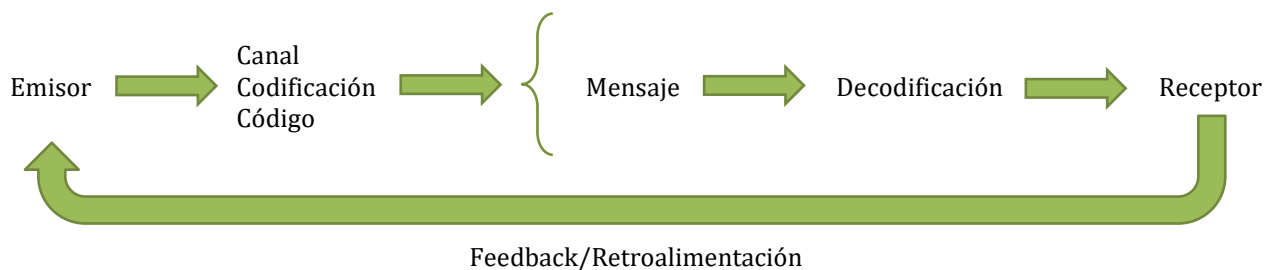 Emisor
Canal
Codificación
Código
Mensaje
Decodificación
Receptor
Feedback/Retroalimentación